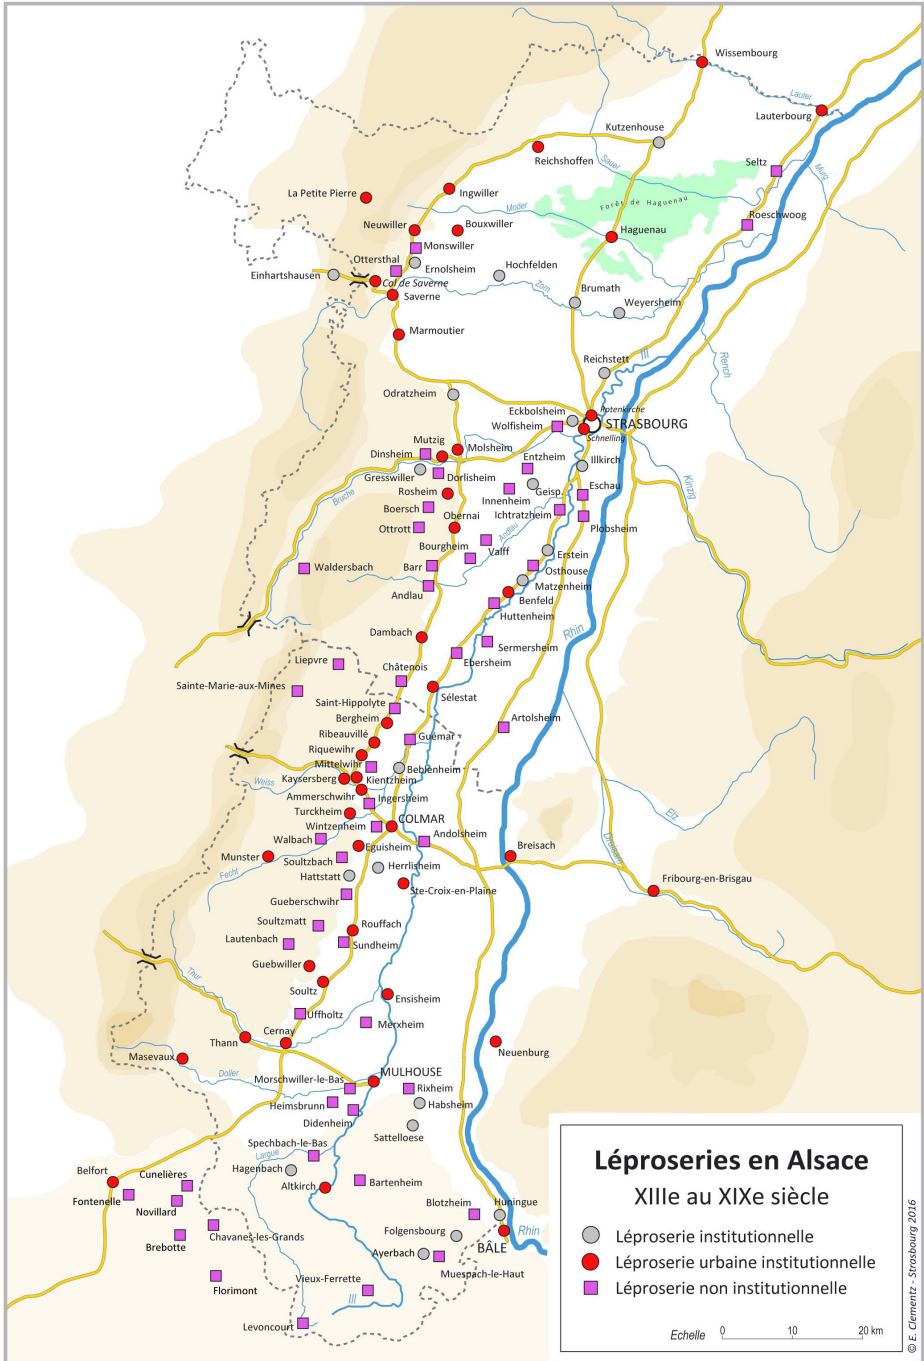 Wissembourg
Lauter
Lauterbourg
Kutzenhouse
Reichshoffen
Sauer
Seltz
Murg
La Petite Pierre
Ingwiller
Forêt de Haguenau
Moder
Roeschwoog
Neuwiller
Bouxwiller
Haguenau
Monswiller
Ottersthal
Ernolsheim
Hochfelden
Einhartshausen
Col de Saverne
Zorn
Brumath
Saverne
Weyersheim
Marmoutier
Ill
Rench
Reichstett
Odratzheim
Eckbolsheim
Rotenkirche
Wolfisheim
STRASBOURG
Schnelling
Mutzig
Molsheim
Dinsheim
Entzheim
Illkirch
Gresswiller
Dorlisheim
Kinzig
Rosheim
Innenheim
Geisp.
Eschau
Bruche
Boersch
Ichtratzheim
Obernai
Plobsheim
Ottrott
Andlau
Bourgheim
Valff
Erstein
Waldersbach
Barr
Osthouse
Matzenheim
Andlau
Benfeld
Huttenheim
Rhin
Dambach
Sermersheim
Liepvre
Châtenois
Ebersheim
Sainte-Marie-aux-Mines
Sélestat
Saint-Hippolyte
Bergheim
Artolsheim
Ribeauvillé
Guémar
Riquewihr
Mittelwihr
Beblenheim
Kaysersberg
Kientzheim
Weiss
Ammerschwihr
Ingersheim
Elz
Turckheim
Wintzenheim
COLMAR
Walbach
Andolsheim
Eguisheim
Dreisam
Munster
Soultzbach
Breisach
Herrlisheim
Fecht
Hattstatt
Ste-Croix-en-Plaine
Fribourg-en-Brisgau
Gueberschwihr
Soultzmatt
Rouffach
Lautenbach
Sundheim
Guebwiller
Thur
Soultz
Ensisheim
Uffholtz
Merxheim
Cernay
Thann
Neuenburg
Masevaux
Doller
MULHOUSE
Morschwiller-le-Bas
Rixheim
Heimsbrunn
Habsheim
Didenheim
Sattelloese
Spechbach-le-Bas
Largue
Belfort
Cunelières
Hagenbach
Altkirch
Bartenheim
Fontenelle
Novillard
Blotzheim
Huningue
Chavanes-les-Grands
Folgensbourg
Rhin
Brebotte
BÂLE
Ayerbach
Muespach-le-Haut
Florimont
Vieux-Ferrette
Ill
Levoncourt
Léproseries en Alsace
XIIIe au XIXe siècle
Léproserie institutionnelle
Léproserie urbaine institutionnelle
Léproserie non institutionnelle
Echelle 0 10 20 km
© E. Clementz - Strasbourg 2016